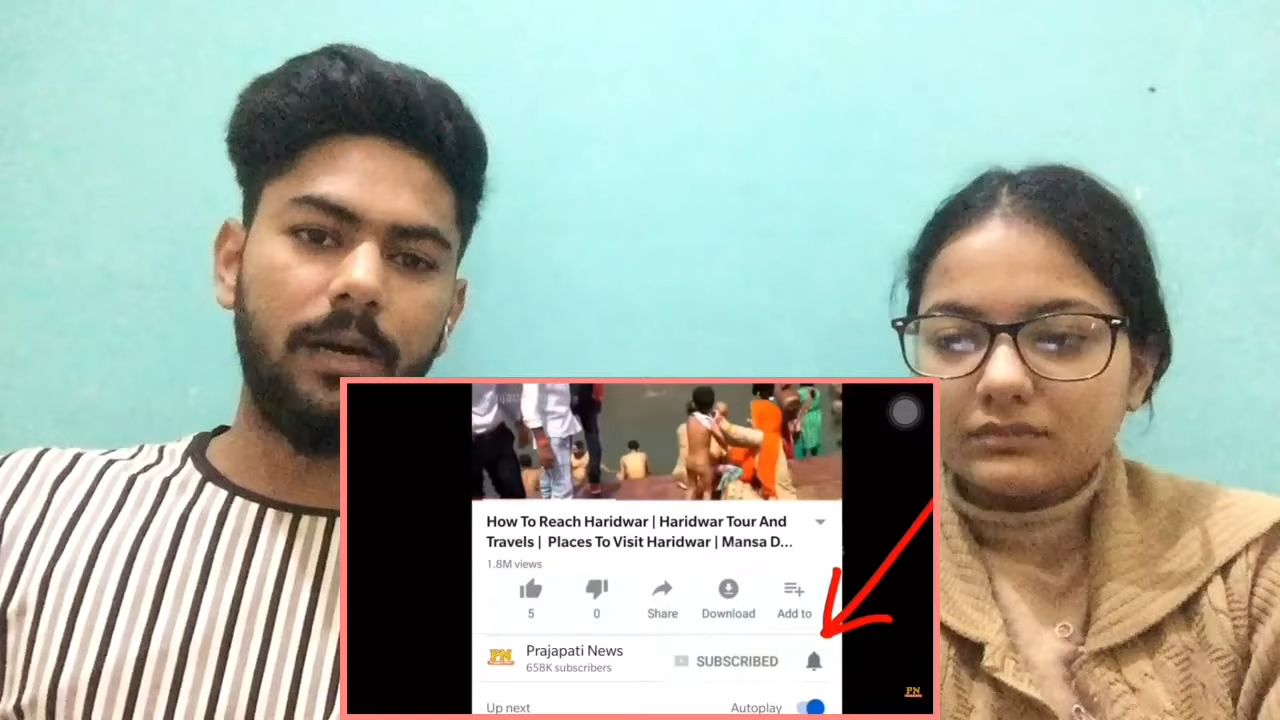 How To Reach Haridwar | Haridwar Tour And
Travels | Places To Visit Haridwar | Mansa D...
1.8M views
5
0
Share
Download
Add to
PN
Prajapati News
658K subscribers
SUBSCRIBED
PN
Up next
Autoplay